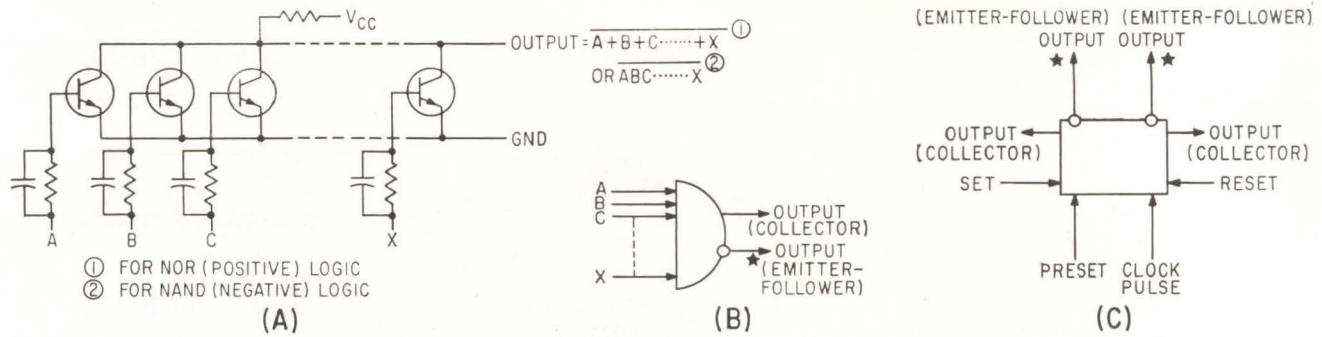 VCC
OUTPUT = A+B+C......+X ①
OR ABC......X ②
GND
A B C X
① FOR NOR (POSITIVE) LOGIC
② FOR NAND (NEGATIVE) LOGIC
(A)
A
B
C
X
OUTPUT
(COLLECTOR)
★ OUTPUT
(EMITTER-
FOLLOWER)
(B)
(EMITTER-FOLLOWER) (EMITTER-FOLLOWER)
OUTPUT OUTPUT
★ ★
OUTPUT
(COLLECTOR)
OUTPUT
(COLLECTOR)
SET
RESET
PRESET
CLOCK
PULSE
(C)